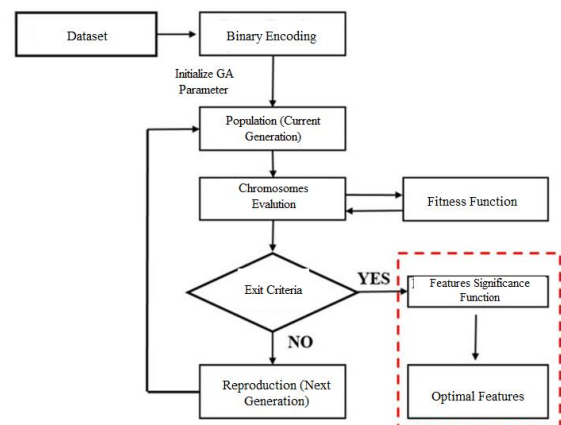 Dataset
Binary Encoding
Initialize GA
Parameter
Population (Current
Generation)
Chromosomes
Evalution
Fitness Function
Exit Criteria
YES
Features Significance
Function
NO
Reproduction (Next
Generation)
Optimal Features